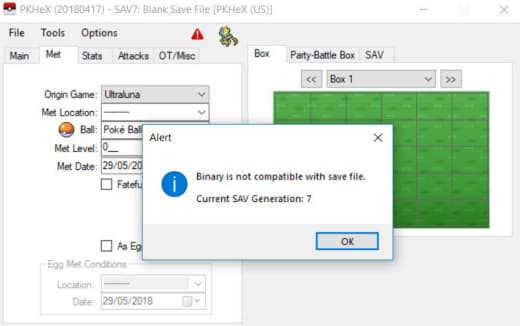 PKHeX (20180417) - SAV7: Blank Save File [PKHeX (US)]
File Tools Options
Main Met Stats Attacks OT/Misc
Box Party-Battle Box SAV
Origin Game: Ultraluna
<< Box 1 >>
Met Location: ---------
Ball: Poké Ball
Met Level: 0__
Met Date: 29/05/20
Fatefu
Alert
Binary is not compatible with save file.
Current SAV Generation: 7
OK
As Eg
Egg Met Conditions
Location: ---------
Date: 29/05/2018